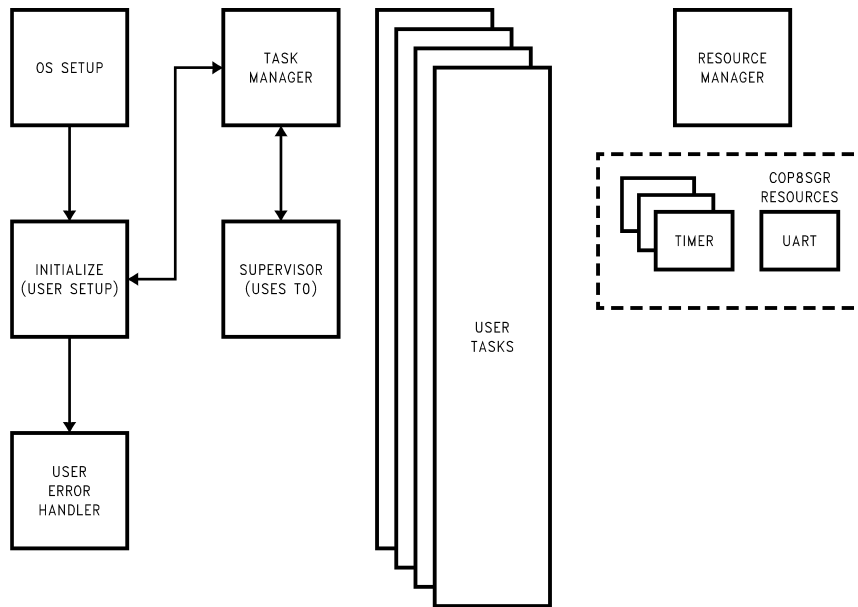 OS SETUP
TASK
MANAGER
RESOURCE
MANAGER
COP8SGR
RESOURCES
TIMER
UART
INITIALIZE
(USER SETUP)
SUPERVISOR
(USES T0)
USER
TASKS
USER
ERROR
HANDLER